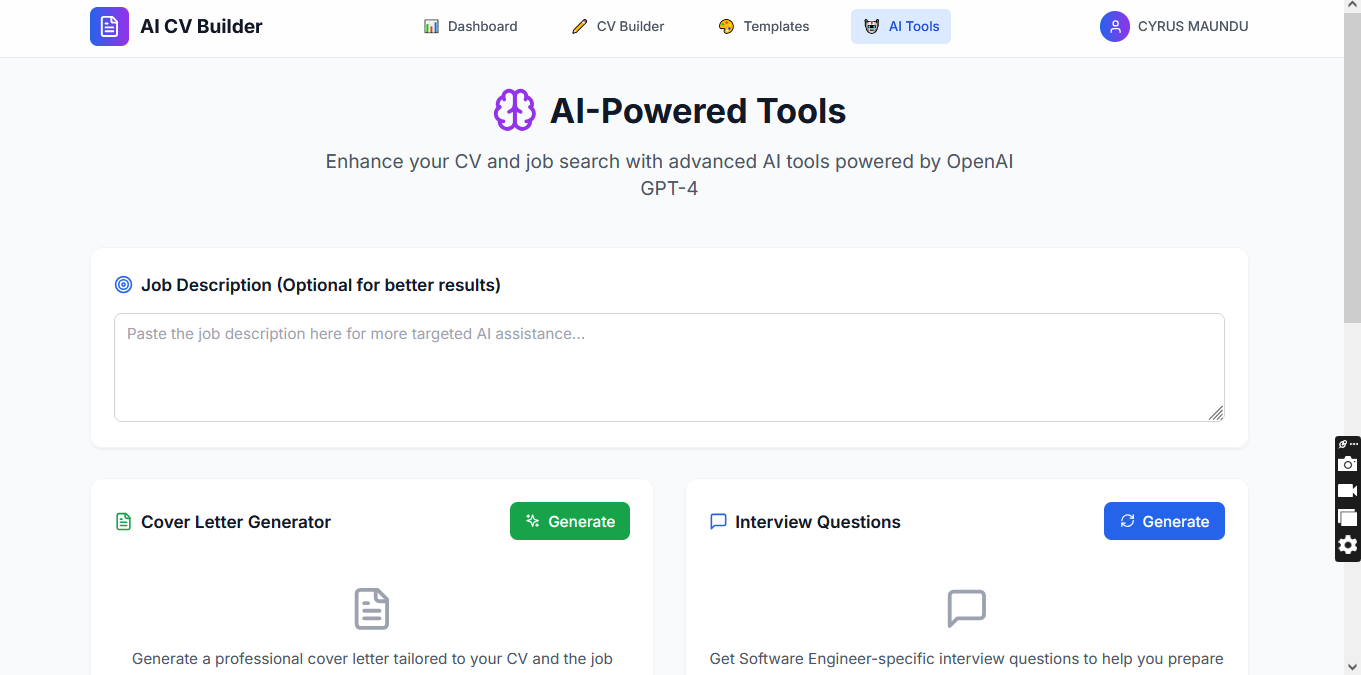 AI CV Builder
Dashboard
CV Builder
Templates
AI Tools
CYRUS MAUNDU
AI-Powered Tools
Enhance your CV and job search with advanced AI tools powered by OpenAI
GPT-4
Job Description (Optional for better results)
Paste the job description here for more targeted AI assistance...
Cover Letter Generator
Generate
Interview Questions
Generate
Generate a professional cover letter tailored to your CV and the job
Get Software Engineer-specific interview questions to help you prepare